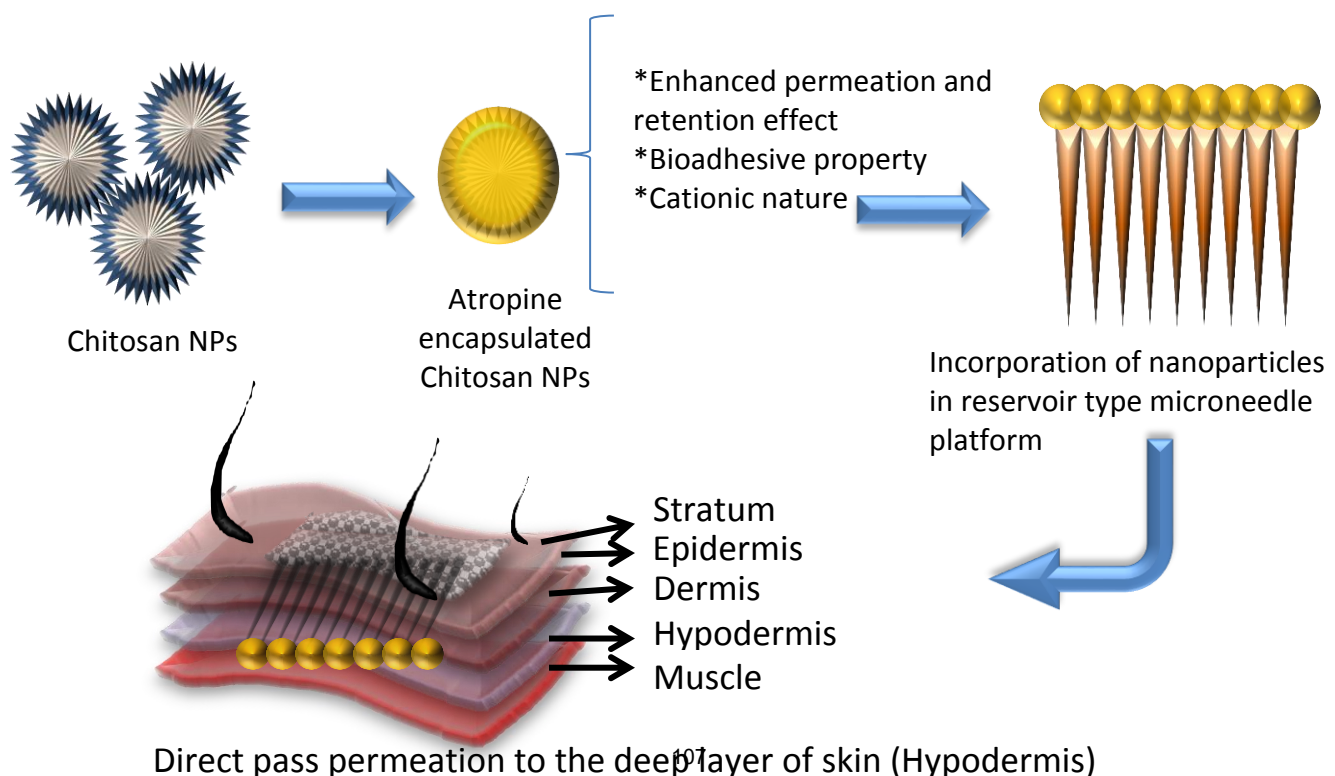 *Enhanced permeation and
retention effect
*Bioadhesive property
*Cationic nature
Chitosan NPs
Atropine
encapsulated
Chitosan NPs
Incorporation of nanoparticles
in reservoir type microneedle
platform
Stratum
Epidermis
Dermis
Hypodermis
Muscle
Direct pass permeation to the deep layer of skin (Hypodermis)
107